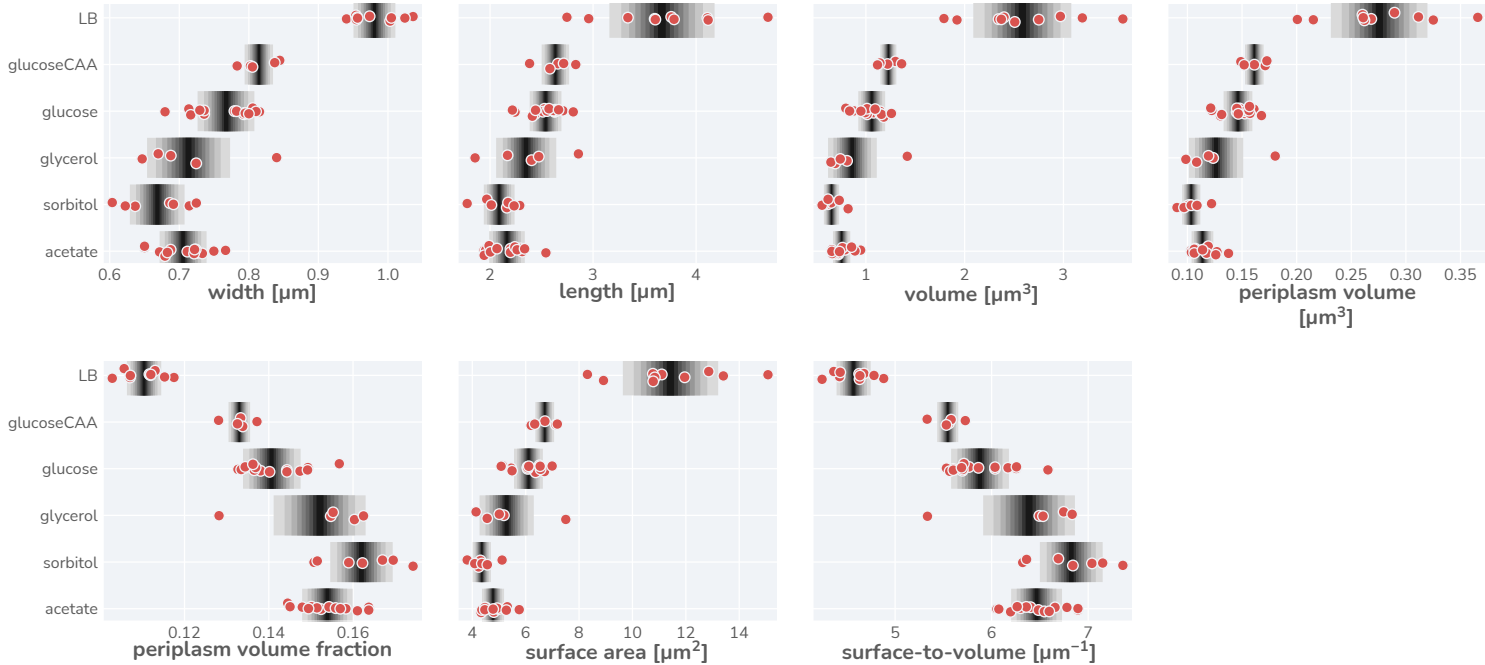 LB
glucoseCAA
glucose
glycerol
sorbitol
acetate
0.6 0.7 0.8 0.9 1.0
width [µm]
2 3 4
length [µm]
1 2 3
volume [µm³]
0.10 0.15 0.20 0.25 0.30 0.35
periplasm volume
[µm³]
LB
glucoseCAA
glucose
glycerol
sorbitol
acetate
0.12 0.14 0.16
periplasm volume fraction
4 6 8 10 12 14
surface area [µm²]
5 6 7
surface-to-volume [µm⁻¹]